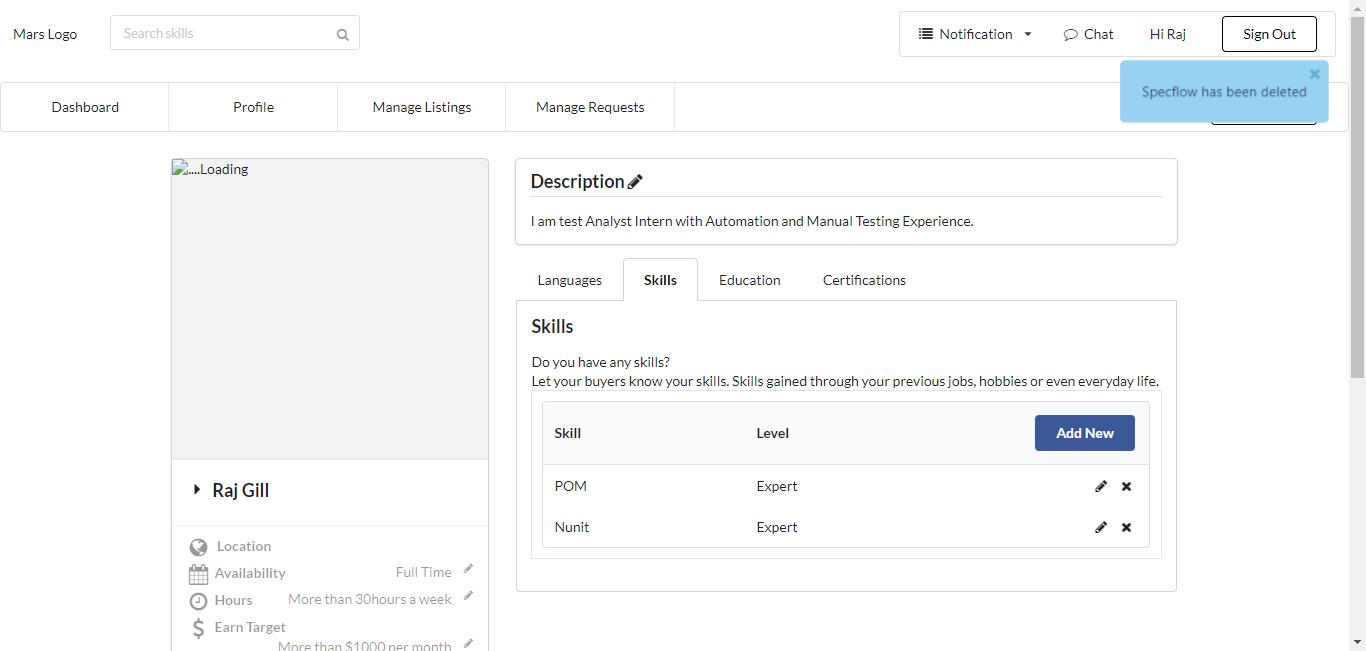 Mars Logo
Search skills
Notification
Chat
Hi Raj
Sign Out
Specflow has been deleted
Dashboard
Profile
Manage Listings
Manage Requests
....Loading
Raj Gill
Location
Availability
Full Time
Hours
More than 30hours a week
Earn Target
More than $1000 per month
Description
I am test Analyst Intern with Automation and Manual Testing Experience.
Languages
Skills
Education
Certifications
Skills
Do you have any skills?
Let your buyers know your skills. Skills gained through your previous jobs, hobbies or even everyday life.
Skill
Level
Add New
POM
Expert
Nunit
Expert